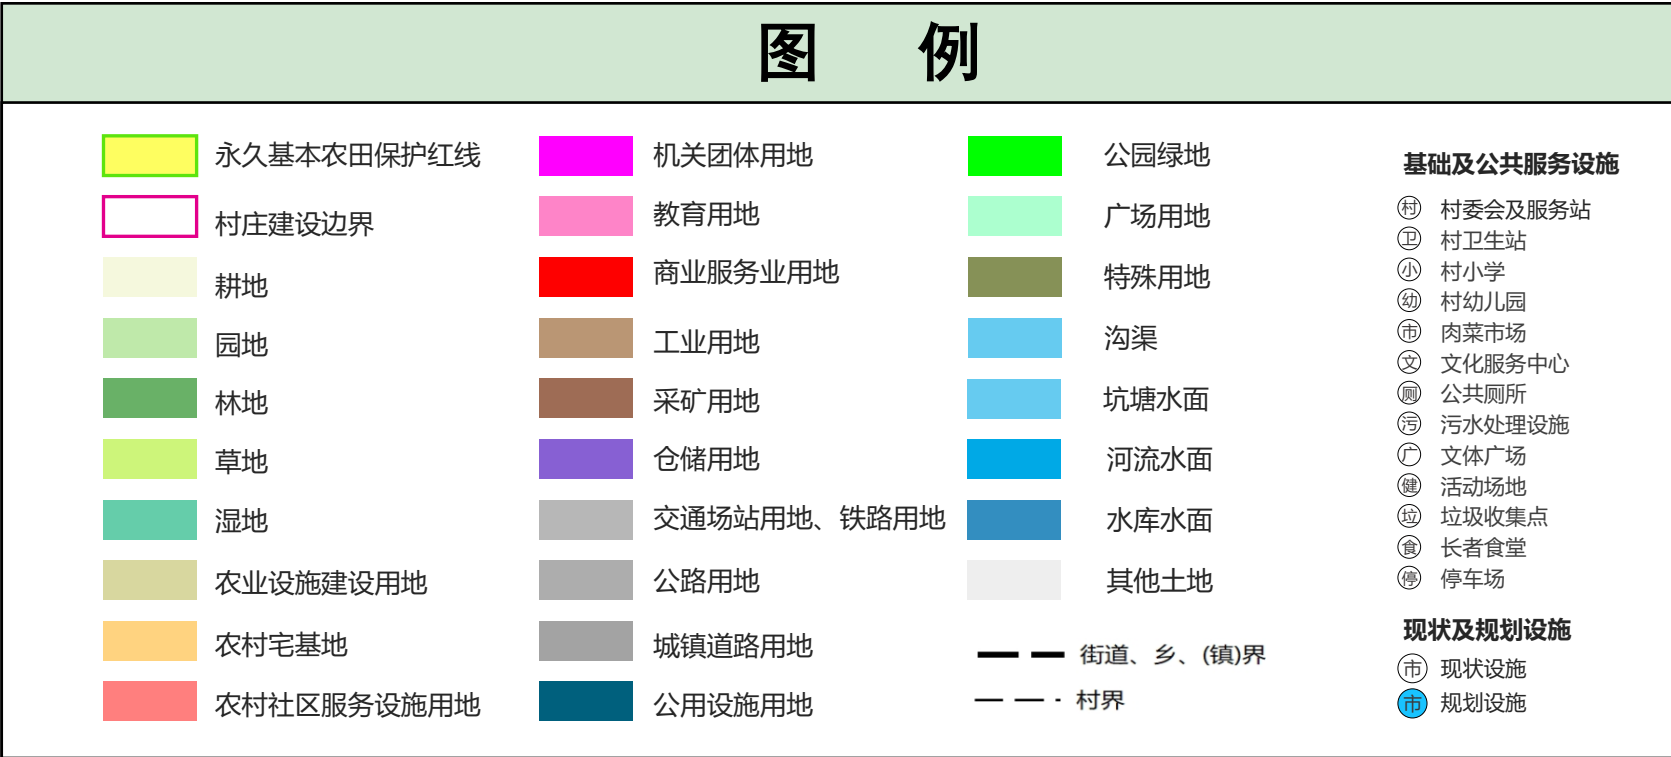 图 例
永久基本农田保护红线
村庄建设边界
耕地
园地
林地
草地
湿地
农业设施建设用地
农村宅基地
农村社区服务设施用地
机关团体用地
教育用地
商业服务业用地
工业用地
采矿用地
仓储用地
交通场站用地、铁路用地
公路用地
城镇道路用地
公用设施用地
公园绿地
广场用地
特殊用地
沟渠
坑塘水面
河流水面
水库水面
其他土地
街道、乡、(镇)界
村界
基础及公共服务设施
村 村委会及服务站
卫 村卫生站
小 村小学
幼 村幼儿园
市 肉菜市场
文 文化服务中心
厕 公共厕所
污 污水处理设施
广 文体广场
健 活动场地
垃 垃圾收集点
食 长者食堂
停 停车场
现状及规划设施
市 现状设施
市 规划设施